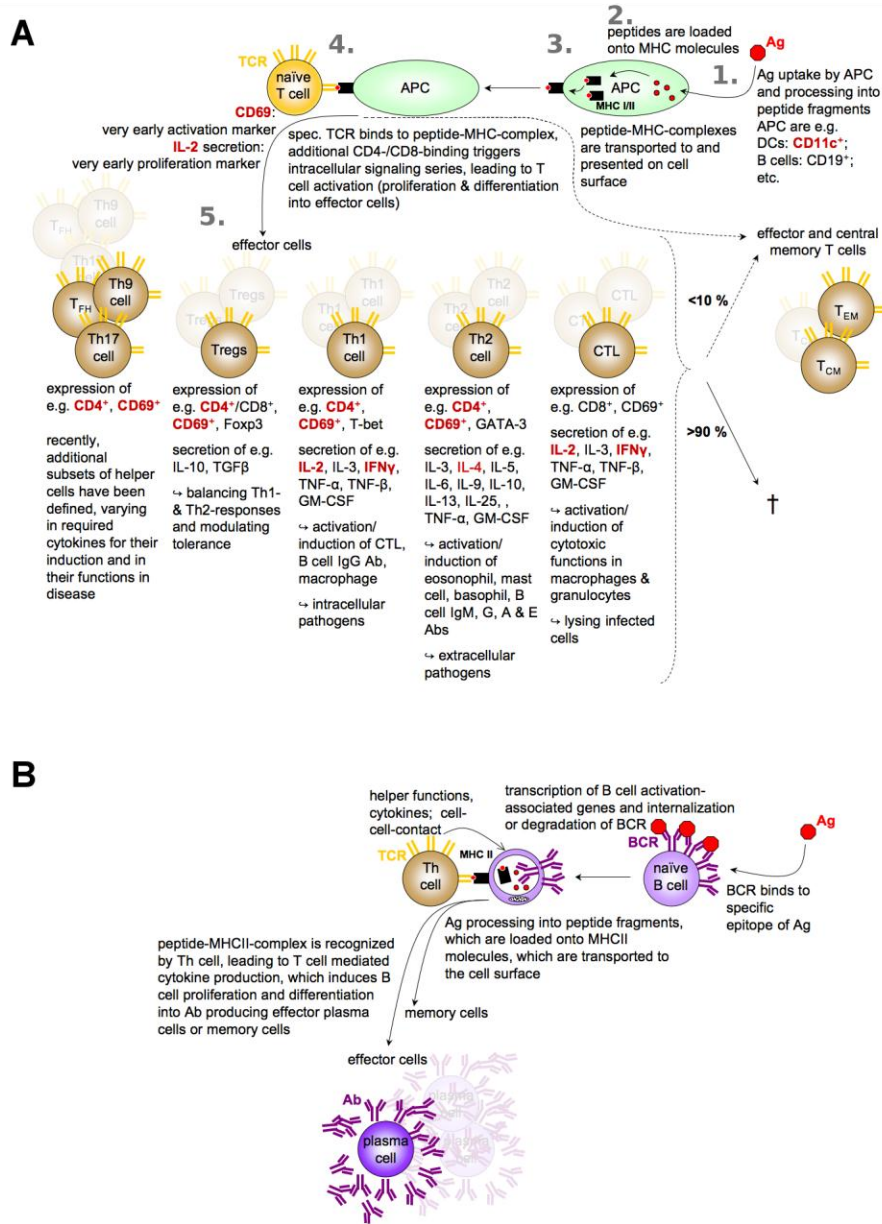 A
2.
peptides are loaded
onto MHC molecules
Ag
1.
Ag uptake by APC
and processing into
peptide fragments
APC are e.g.
DCs: CD11c⁺;
B cells: CD19⁺;
etc.
3.
APC
MHC I/II
peptide-MHC-complexes
are transported to and
presented on cell
surface
4.
TCR
naïve
T cell
APC
CD69:
very early activation marker
IL-2 secretion:
very early proliferation marker
spec. TCR binds to peptide-MHC-complex,
additional CD4-/CD8-binding triggers
intracellular signaling series, leading to T
cell activation (proliferation & differentiation
into effector cells)
5.
effector cells
Th9
cell
TFH
Th9
cell
TFH
Th17
cell
expression of
e.g. CD4⁺, CD69⁺
recently,
additional
subsets of helper
cells have been
defined, varying
in required
cytokines for their
induction and in
their functions in
disease
Tregs
Tregs
expression of
e.g. CD4⁺/CD8⁺,
CD69⁺, Foxp3
secretion of e.g.
IL-10, TGFβ
↪ balancing Th1-
& Th2-responses
and modulating
tolerance
Th1
cell
Th1
Th1
cell
expression of
e.g. CD4⁺,
CD69⁺, T-bet
secretion of e.g.
IL-2, IL-3, IFNγ,
TNF-α, TNF-β,
GM-CSF
↪ activation/
induction of CTL,
B cell IgG Ab,
macrophage
↪ intracellular
pathogens
Th2
cell
Th2
Th2
cell
expression of
e.g. CD4⁺,
CD69⁺, GATA-3
secretion of e.g.
IL-3, IL-4, IL-5,
IL-6, IL-9, IL-10,
IL-13, IL-25, ,
TNF-α, GM-CSF
↪ activation/
induction of
eosonophil, mast
cell, basophil, B
cell IgM, G, A & E
Abs
↪ extracellular
pathogens
CTL
CTL
expression of
e.g. CD8⁺, CD69⁺
secretion of e.g.
IL-2, IL-3, IFNγ,
TNF-α, TNF-β,
GM-CSF
↪ activation/
induction of
cytotoxic
functions in
macrophages &
granulocytes
↪ lysing infected
cells
<10 %
>90 %
effector and central
memory T cells
TEM
TCM
†
B
helper functions,
cytokines; cell-
cell-contact
transcription of B cell activation-
associated genes and internalization
or degradation of BCR
Ag
TCR
Th
cell
MHC II
BCR
naïve
B cell
BCR binds to
specific
epitope of Ag
Ag processing into peptide fragments,
which are loaded onto MHCII
molecules, which are transported to
the cell surface
peptide-MHCII-complex is recognized
by Th cell, leading to T cell mediated
cytokine production, which induces B
cell proliferation and differentiation
into Ab producing effector plasma
cells or memory cells
memory cells
effector cells
Ab
plasma
cell
plasma
cell
plasma
cell